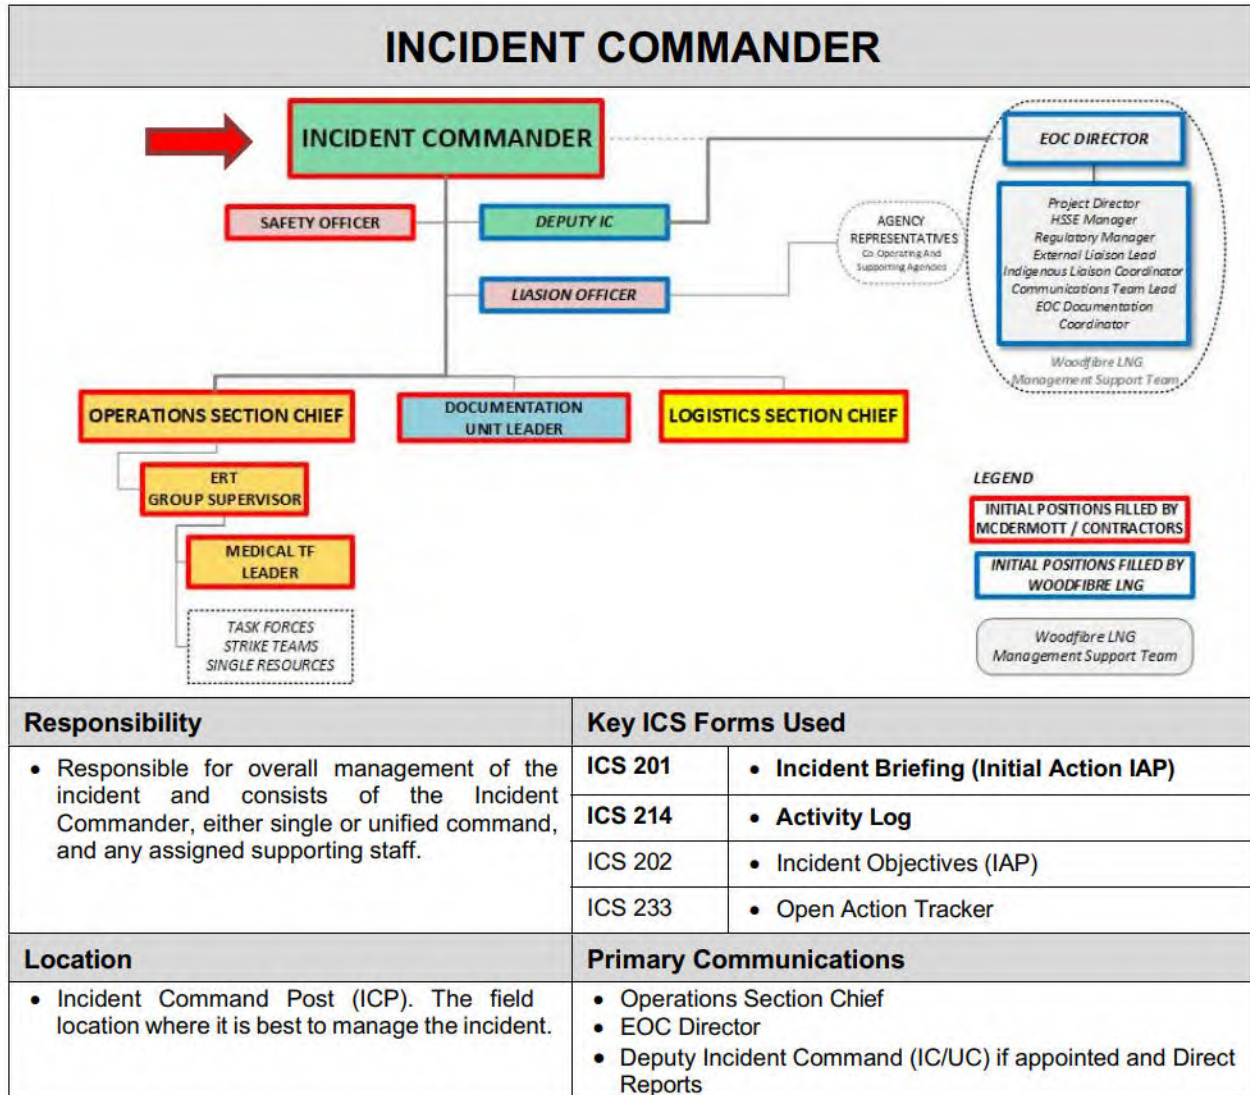 INCIDENT COMMANDER
INCIDENT COMMANDER
EOC DIRECTOR
SAFETY OFFICER
DEPUTY IC
LIASION OFFICER
AGENCY
REPRESENTATIVES
Co Operating And
Supporting Agencies
Project Director
HSSE Manager
Regulatory Manager
External Liaison Lead
Indigenous Liaison Coordinator
Communications Team Lead
EOC Documentation
Coordinator
Woodfibre LNG
Management Support Team
OPERATIONS SECTION CHIEF
DOCUMENTATION
UNIT LEADER
LOGISTICS SECTION CHIEF
ERT
GROUP SUPERVISOR
MEDICAL TF
LEADER
TASK FORCES
STRIKE TEAMS
SINGLE RESOURCES
LEGEND
INITIAL POSITIONS FILLED BY
MCDERMOTT / CONTRACTORS
INITIAL POSITIONS FILLED BY
WOODFIBRE LNG
Woodfibre LNG
Management Support Team
Responsibility
• Responsible for overall management of the
incident and consists of the Incident
Commander, either single or unified command,
and any assigned supporting staff.
Key ICS Forms Used
ICS 201 • Incident Briefing (Initial Action IAP)
ICS 214 • Activity Log
ICS 202 • Incident Objectives (IAP)
ICS 233 • Open Action Tracker
Location
• Incident Command Post (ICP). The field
location where it is best to manage the incident.
Primary Communications
• Operations Section Chief
• EOC Director
• Deputy Incident Command (IC/UC) if appointed and Direct
Reports